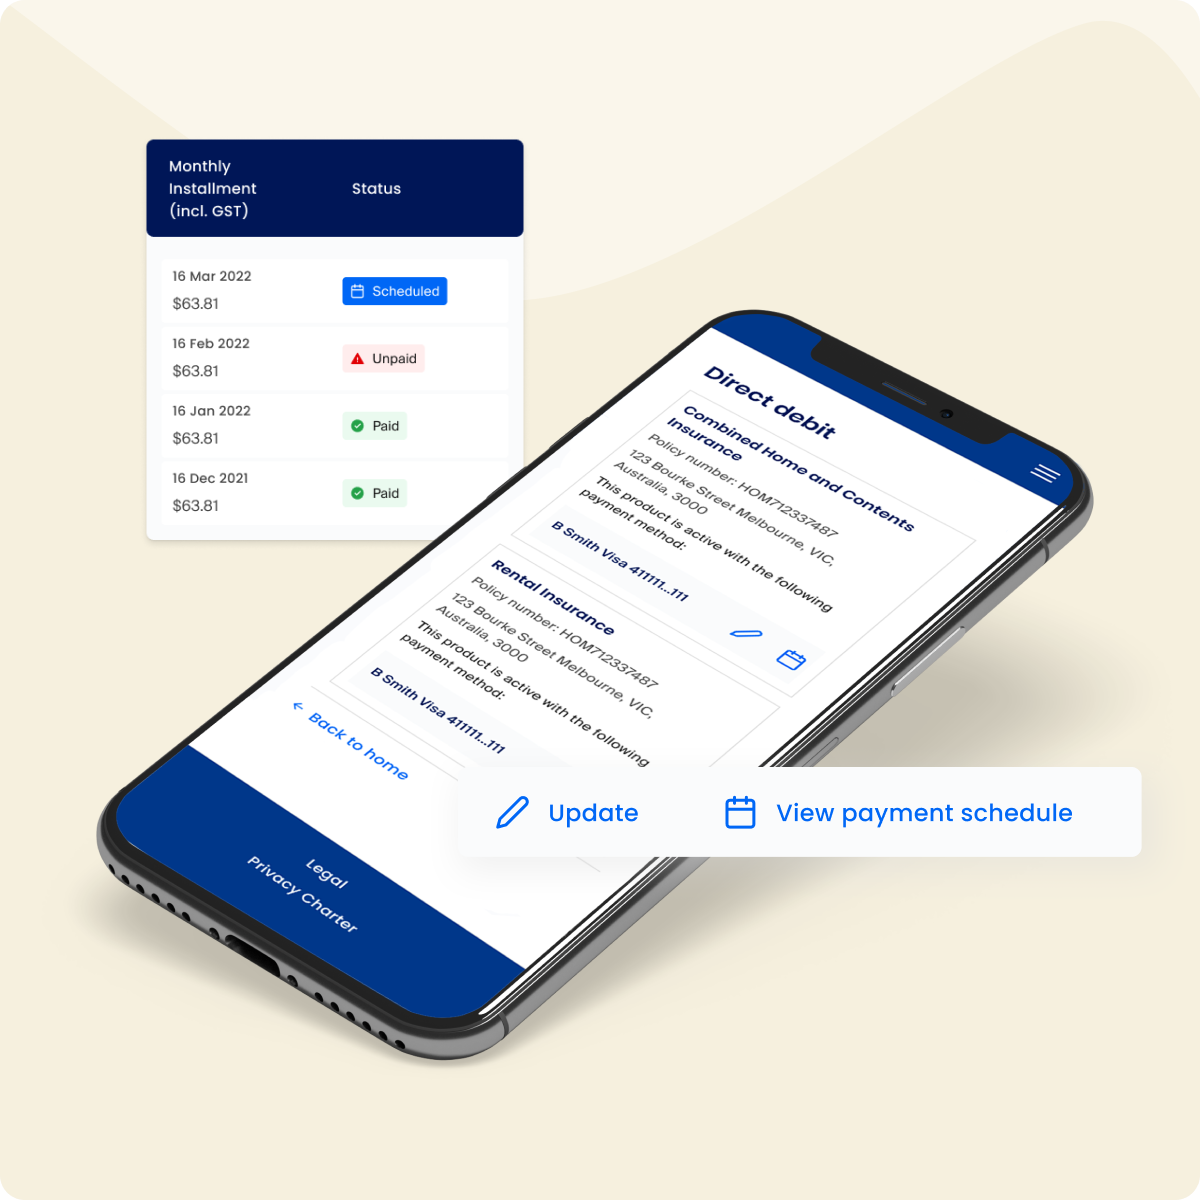 Monthly
Installment
(incl. GST)
Status
16 Mar 2022
$63.81
Scheduled
16 Feb 2022
$63.81
Unpaid
16 Jan 2022
$63.81
Paid
16 Dec 2021
$63.81
Paid
Direct debit
Combined Home and Contents
Insurance
Policy number: HOM712337487
123 Bourke Street Melbourne, VIC,
Australia, 3000
This product is active with the following
payment method:
B Smith Visa 411111...111
Rental Insurance
Policy number: HOM712337487
123 Bourke Street Melbourne, VIC,
Australia, 3000
This product is active with the following
payment method:
B Smith Visa 411111...111
← Back to home
Update
View payment schedule
Legal
Privacy Charter